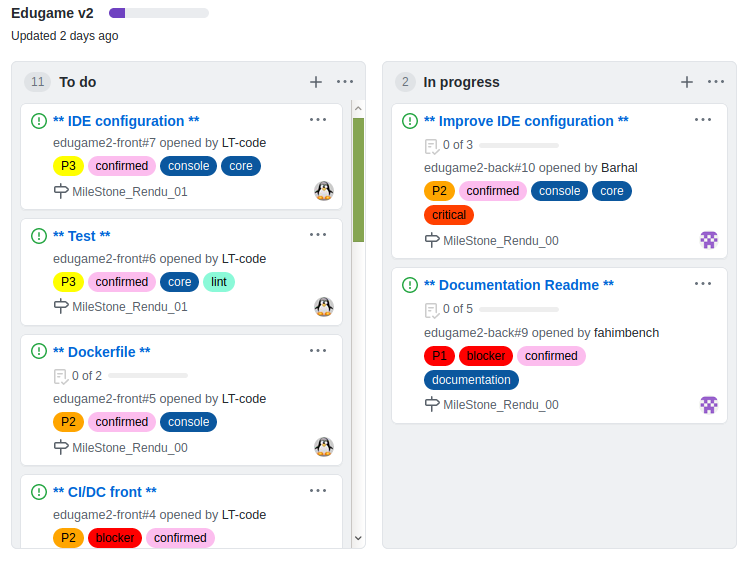 Edugame v2
Updated 2 days ago
11 To do
** IDE configuration **
edugame2-front#7 opened by LT-code
P3 confirmed console core
MileStone_Rendu_01
** Test **
edugame2-front#6 opened by LT-code
P3 confirmed core lint
MileStone_Rendu_01
** Dockerfile **
0 of 2
edugame2-front#5 opened by LT-code
P2 confirmed console
MileStone_Rendu_00
** CI/DC front **
edugame2-front#4 opened by LT-code
P2 blocker confirmed
2 In progress
** Improve IDE configuration **
0 of 3
edugame2-back#10 opened by Barhal
P2 confirmed console core
critical
MileStone_Rendu_00
** Documentation Readme **
0 of 5
edugame2-back#9 opened by fahimbench
P1 blocker confirmed
documentation
MileStone_Rendu_00